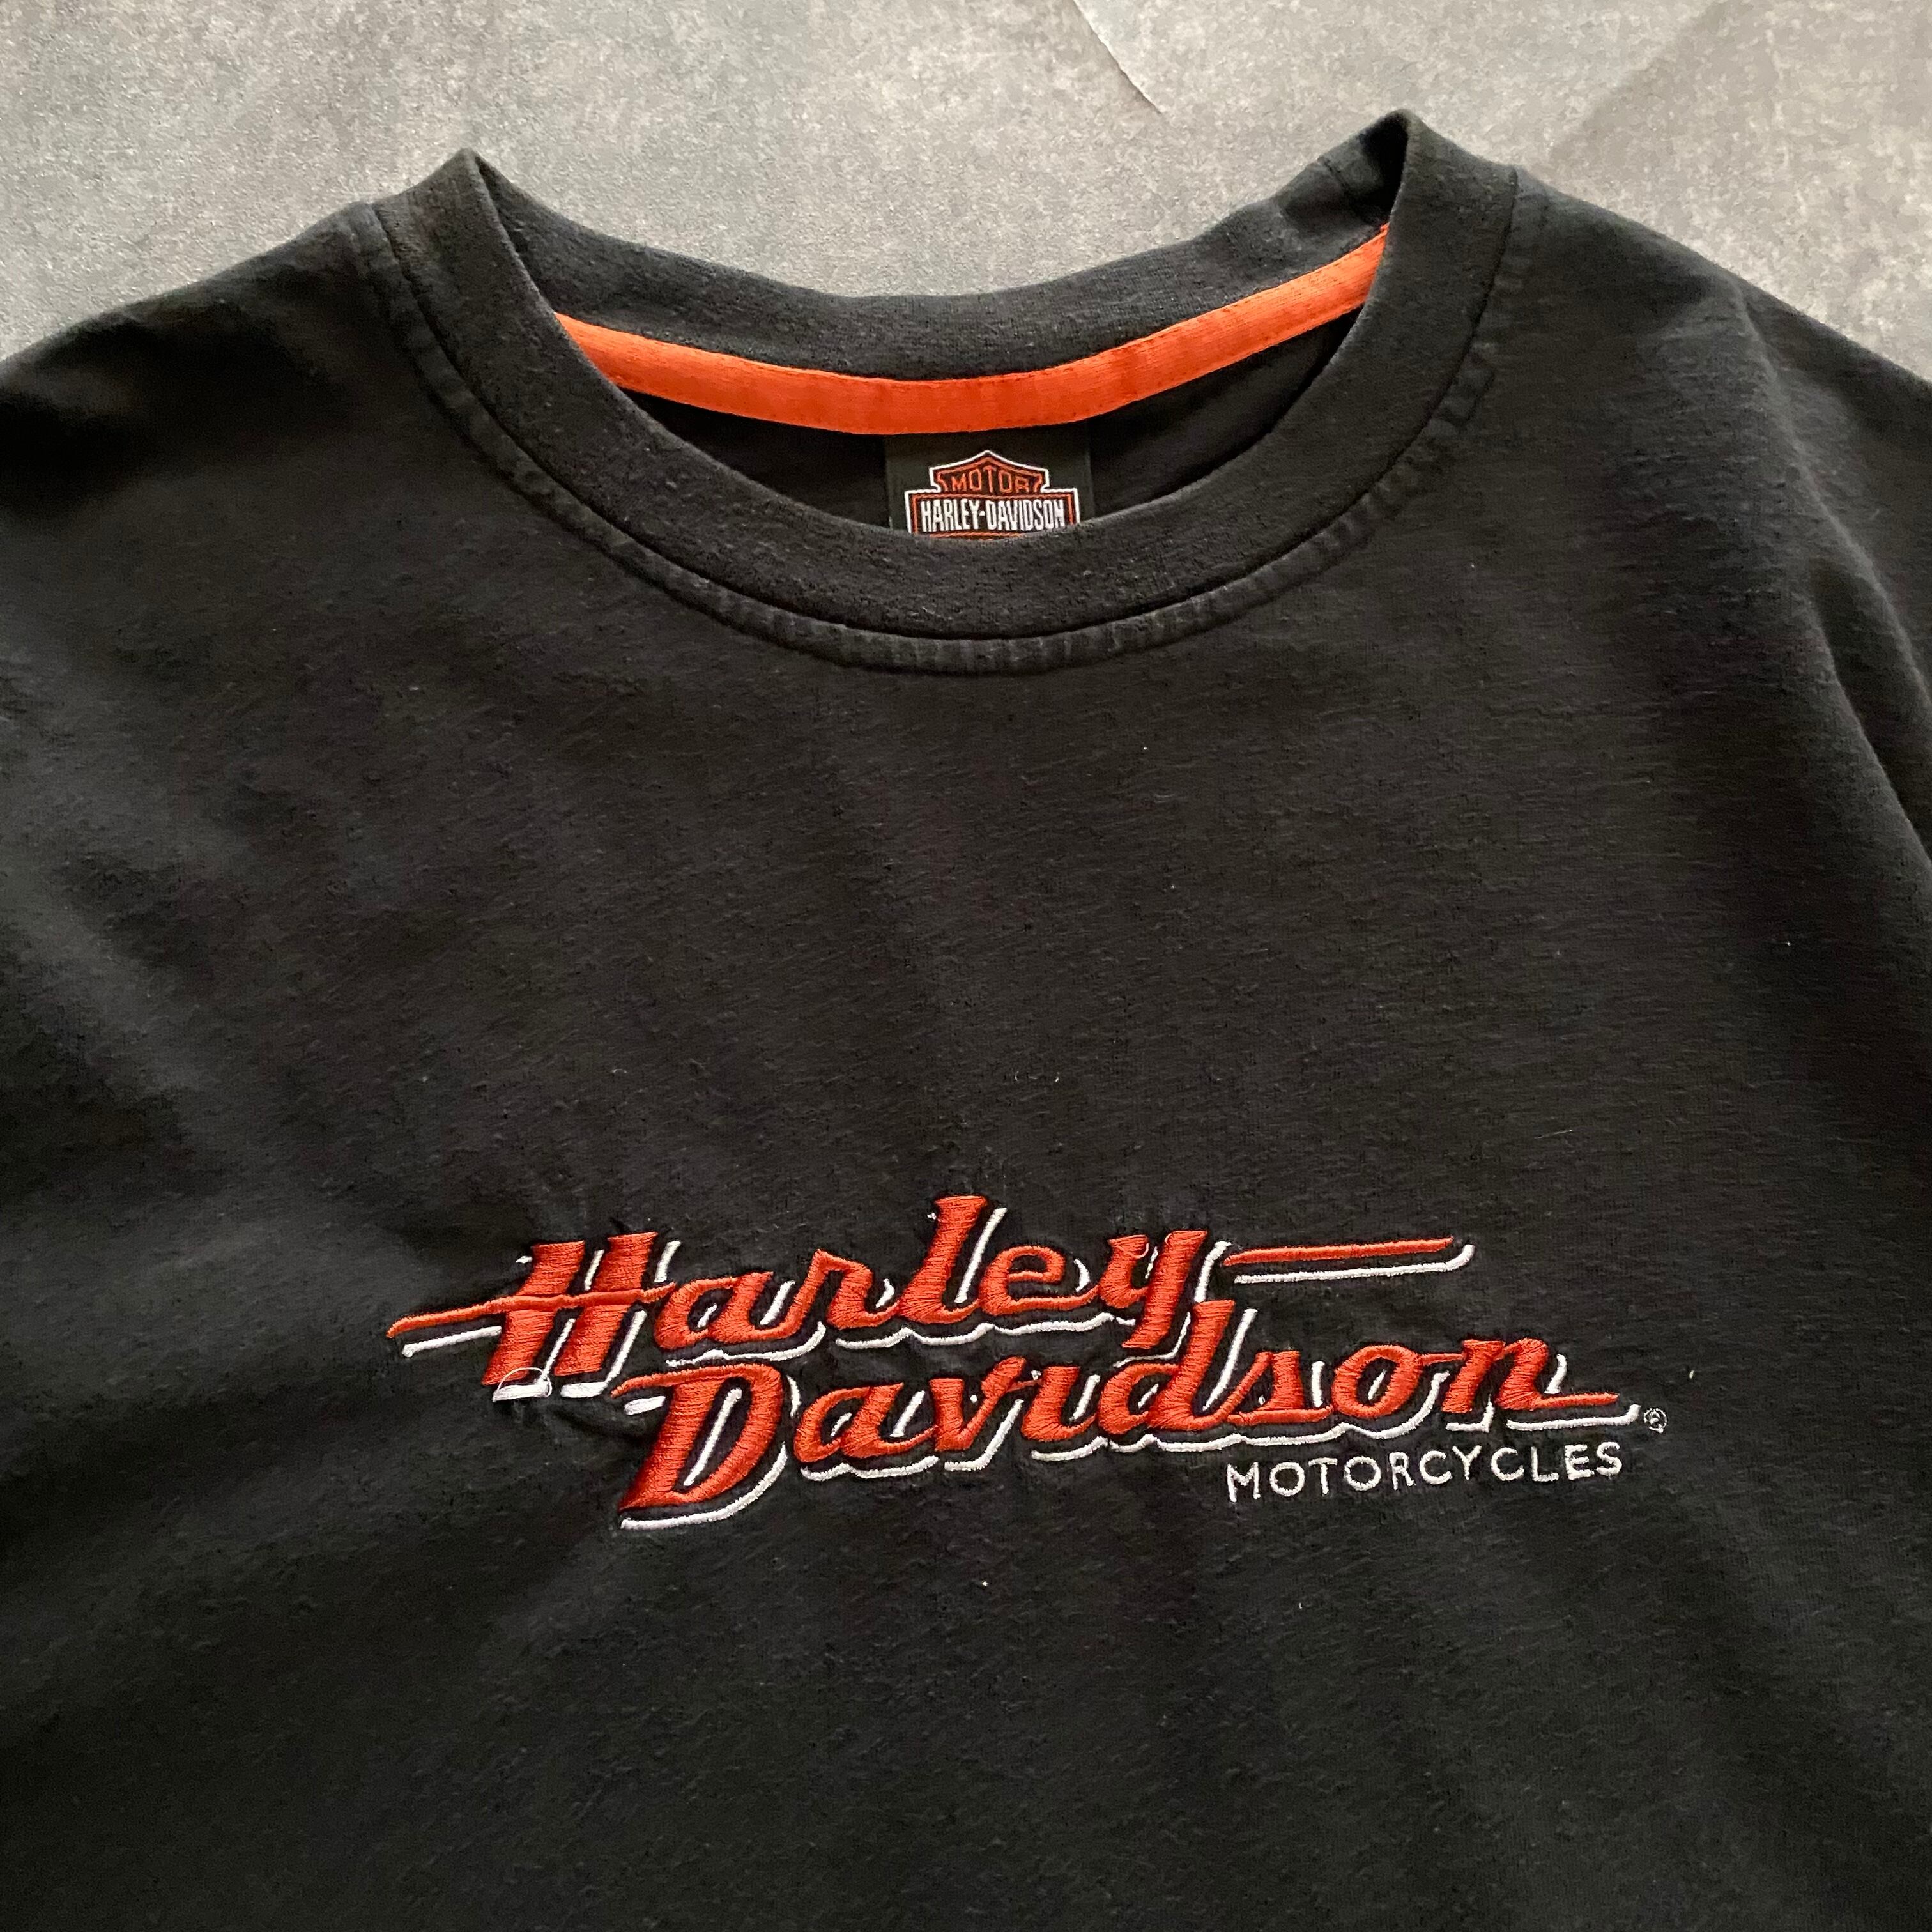 MOTOR
HARLEY-DAVIDSON
Harley
Davidson
®
MOTORCYCLES